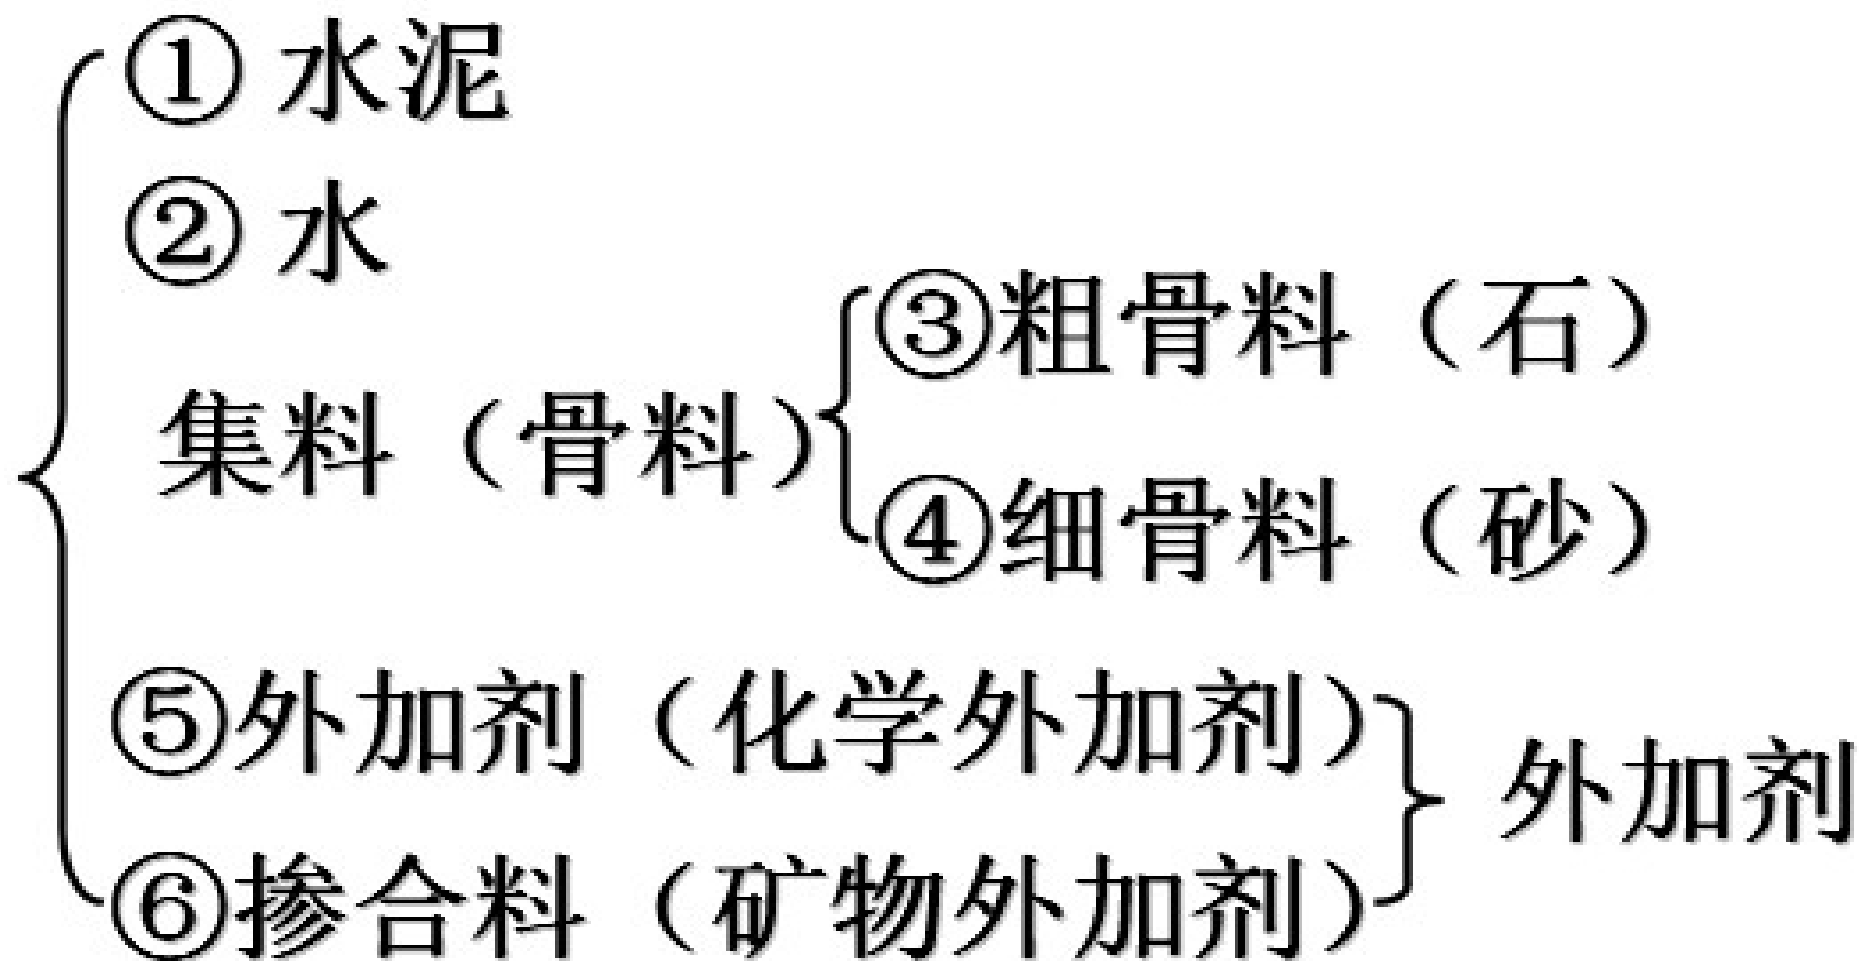 ① 水泥
② 水
③粗骨料（石）
集料（骨料）
④细骨料（砂）
⑤外加剂（化学外加剂）
外加剂
⑥掺合料（矿物外加剂）